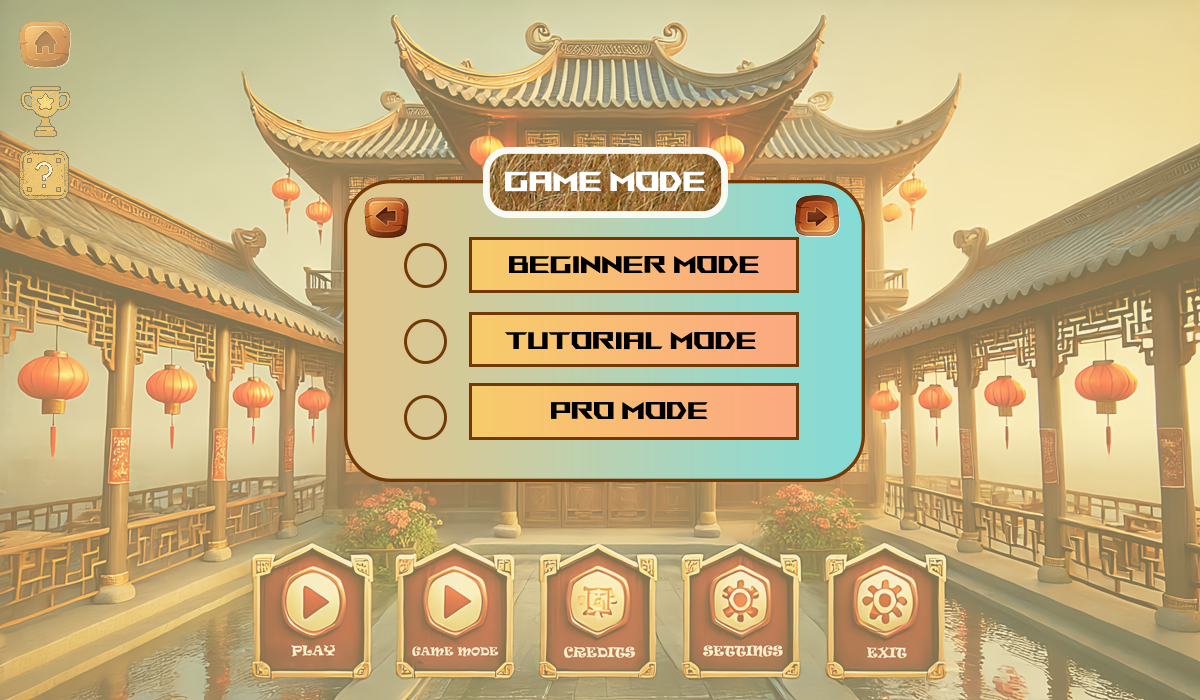 GAME MODE
BEGINNER MODE
TUTORIAL MODE
PRO MODE
PLAY
GAME MODE
CREDITS
SETTINGS
EXIT